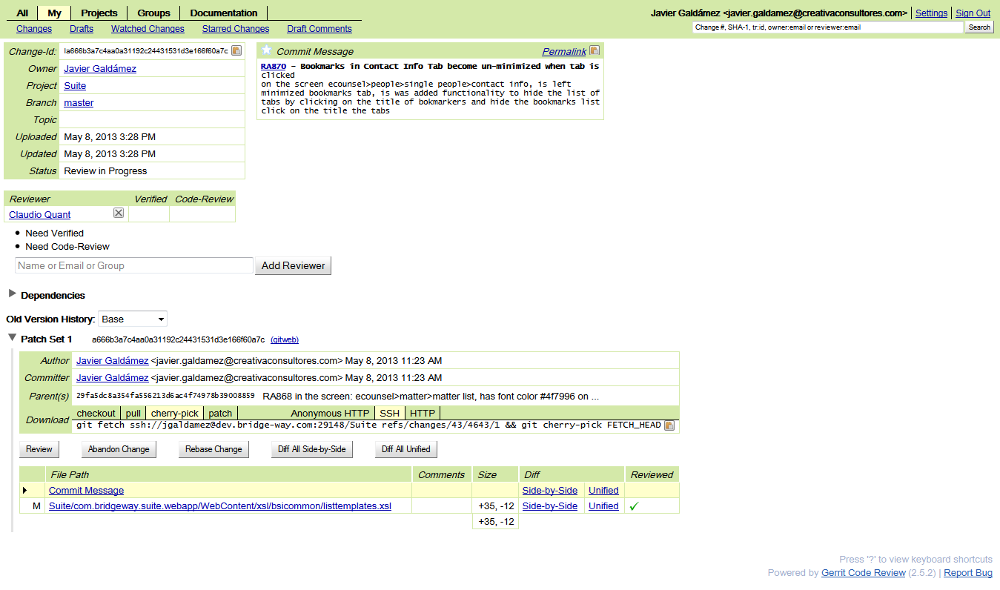 All My Projects Groups Documentation
Javier Galdámez <javier.galdamez@creativaconsultores.com> Settings Sign Out
Changes Drafts Watched Changes Starred Changes Draft Comments
Change #, SHA-1, tr:id, owner:email or reviewer:email Search
Change-Id: Ia666b3a7c4aa0a31192c24431531d3e166f60a7c
Owner Javier Galdámez
Project Suite
Branch master
Topic
Uploaded May 8, 2013 3:28 PM
Updated May 8, 2013 3:28 PM
Status Review in Progress
Commit Message Permalink
RA870 - Bookmarks in Contact Info Tab become un-minimized when tab is
clicked
on the screen ecounsel>people>single people>contact info, is left
minimized bookmarks tab, is was added functionality to hide the list of
tabs by clicking on the title of bokmarkers and hide the bookmarks list
click on the title the tabs
Reviewer Verified Code-Review
Claudio Quant
Need Verified
Need Code-Review
Name or Email or Group Add Reviewer
Dependencies
Old Version History: Base
Patch Set 1 a666b3a7c4aa0a31192c24431531d3e166f60a7c (gitweb)
Author Javier Galdámez <javier.galdamez@creativaconsultores.com> May 8, 2013 11:23 AM
Committer Javier Galdámez <javier.galdamez@creativaconsultores.com> May 8, 2013 11:23 AM
Parent(s) 29fa5dc8a354fa556213d6ac4f74978b39008859 RA868 in the screen: ecounsel>matter>matter list, has font color #4f7996 on ...
Download checkout pull cherry-pick patch Anonymous HTTP SSH HTTP
git fetch ssh://jgaldamez@dev.bridge-way.com:29148/Suite refs/changes/43/4643/1 && git cherry-pick FETCH_HEAD
Review Abandon Change Rebase Change Diff All Side-by-Side Diff All Unified
File Path Comments Size Diff Reviewed
Commit Message Side-by-Side Unified
M Suite/com.bridgeway.suite.webapp/WebContent/xsl/bsicommon/listtemplates.xsl +35, -12 Side-by-Side Unified
+35, -12
Press '?' to view keyboard shortcuts
Powered by Gerrit Code Review (2.5.2) | Report Bug